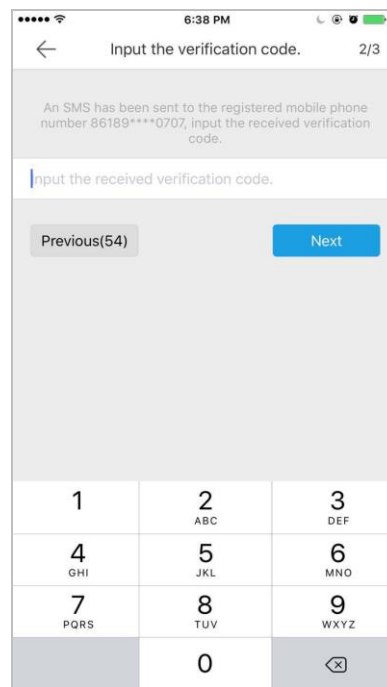 6:38 PM
Input the verification code.
2/3
An SMS has been sent to the registered mobile phone
number 86189****0707, input the received verification
code.
Input the received verification code.
Previous(54)
Next
1
2
ABC
3
DEF
4
GHI
5
JKL
6
MNO
7
PQRS
8
TUV
9
WXYZ
0